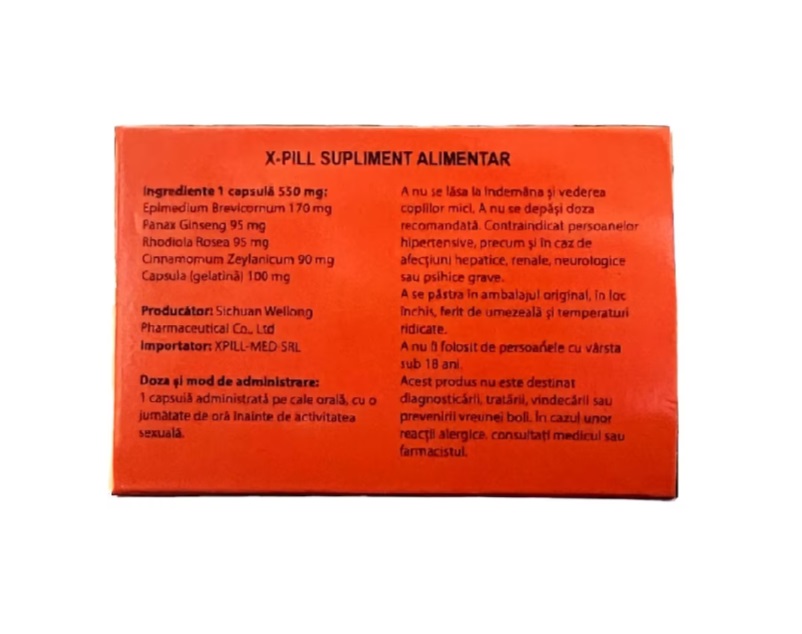 X-PILL SUPLIMENT ALIMENTAR
Ingrediente 1 capsulă 550 mg:
Epimedium Brevicornum 170 mg
Panax Ginseng 95 mg
Rhodiola Rosea 95 mg
Cinnamomum Zeylanicum 90 mg
Capsula (gelatină) 100 mg
Producător: Sichuan Weilong
Pharmaceutical Co., Ltd
Importator: XPILL-MED SRL
Doza și mod de administrare:
1 capsulă administrată pe cale orală, cu o
jumătate de oră înainte de activitatea
sexuală.
A nu se lăsa la îndemâna și vederea
copiilor mici. A nu se depăși doza
recomandată. Contraindicat persoanelor
hipertensive, precum și în caz de
afecțiuni hepatice, renale, neurologice
sau psihice grave.
A se păstra în ambalajul original, în loc
închis, ferit de umezeală și temperaturi
ridicate.
A nu fi folosit de persoanele cu vârsta
sub 18 ani.
Acest produs nu este destinat
diagnosticării, tratării, vindecării sau
prevenirii vreunei boli. În cazul unor
reacții alergice, consultați medicul sau
farmacistul.